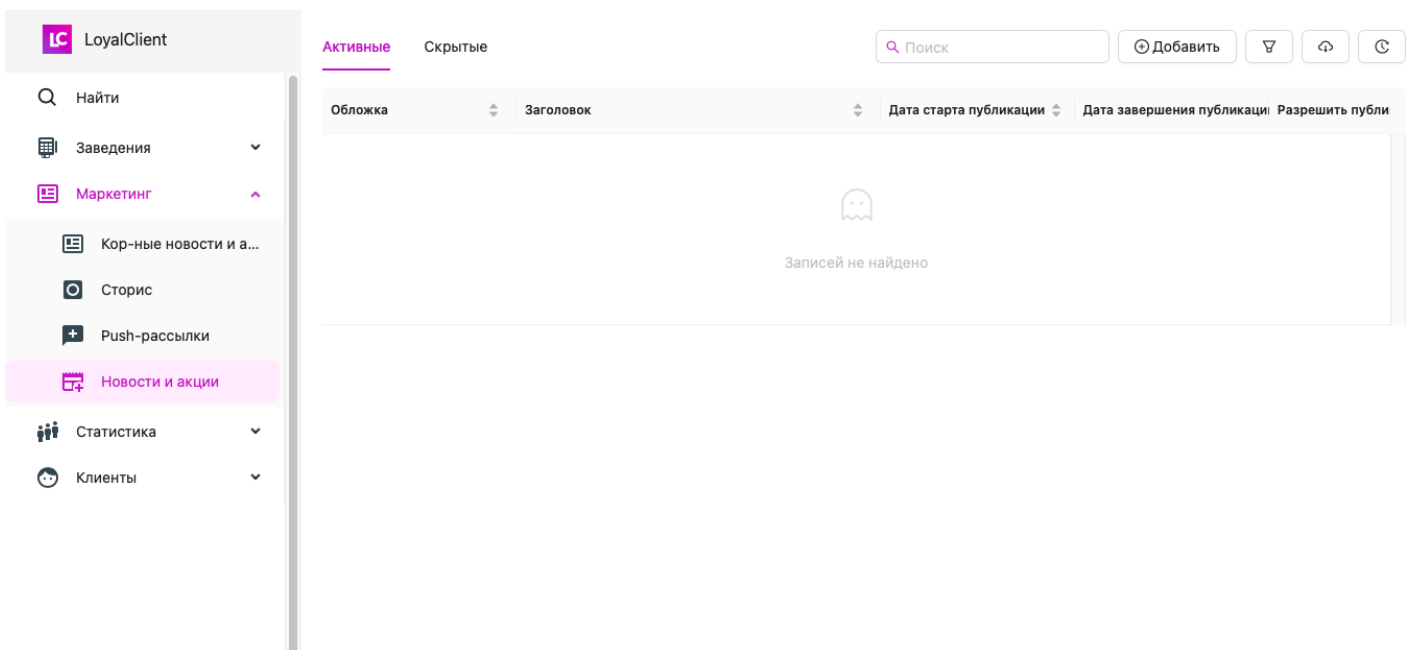 LC LoyalClient
Найти
Заведения
Маркетинг
Кор-ные новости и а...
Сторис
Push-рассылки
Новости и акции
Статистика
Клиенты
Активные Скрытые Поиск Добавить
Обложка Заголовок Дата старта публикации Дата завершения публикаци Разрешить публи
Записей не найдено